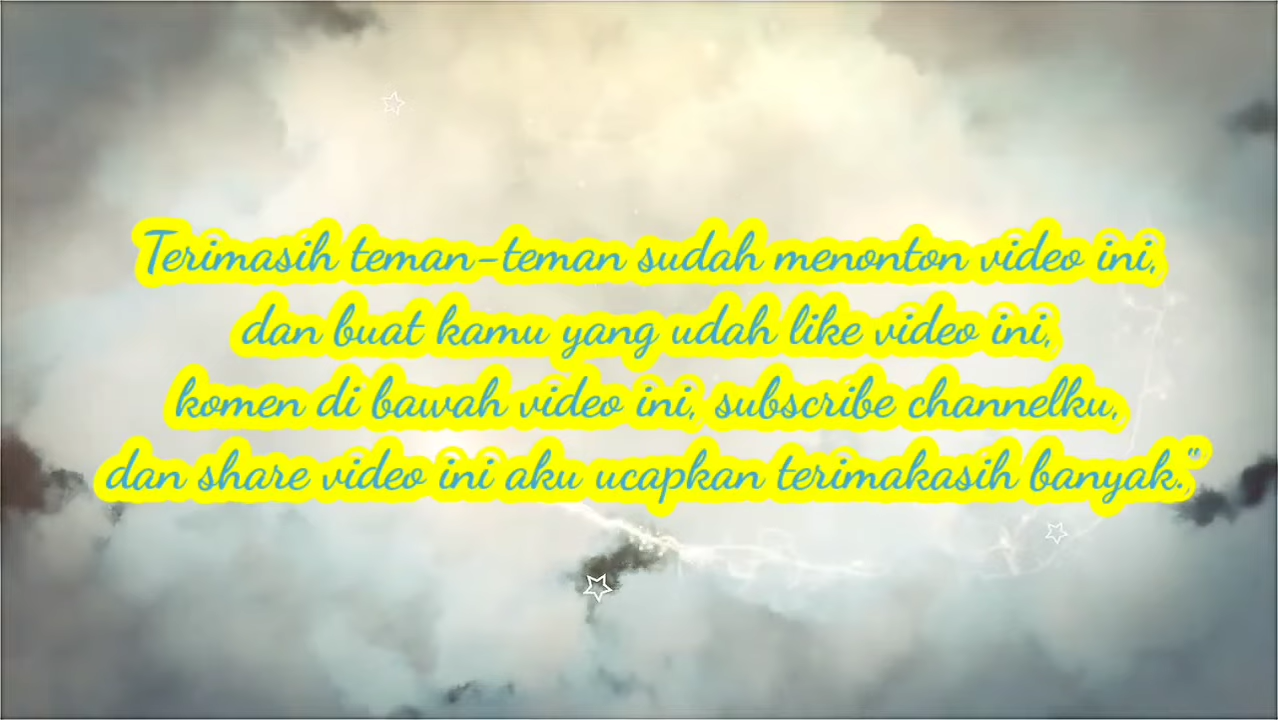 Terimasih teman-teman sudah menonton video ini,
dan buat kamu yang udah like video ini,
komen di bawah video ini, subscribe channelku,
dan share video ini aku ucapkan terimakasih banyak."